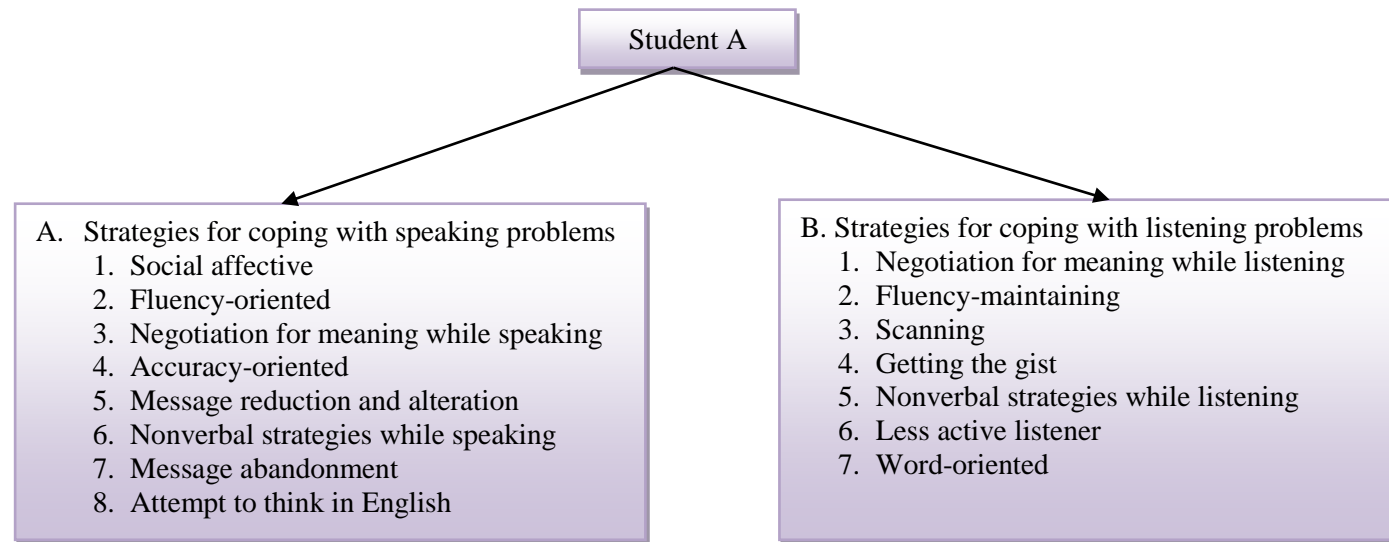 Student A
A. Strategies for coping with speaking problems
1. Social affective
2. Fluency-oriented
3. Negotiation for meaning while speaking
4. Accuracy-oriented
5. Message reduction and alteration
6. Nonverbal strategies while speaking
7. Message abandonment
8. Attempt to think in English
B. Strategies for coping with listening problems
1. Negotiation for meaning while listening
2. Fluency-maintaining
3. Scanning
4. Getting the gist
5. Nonverbal strategies while listening
6. Less active listener
7. Word-oriented